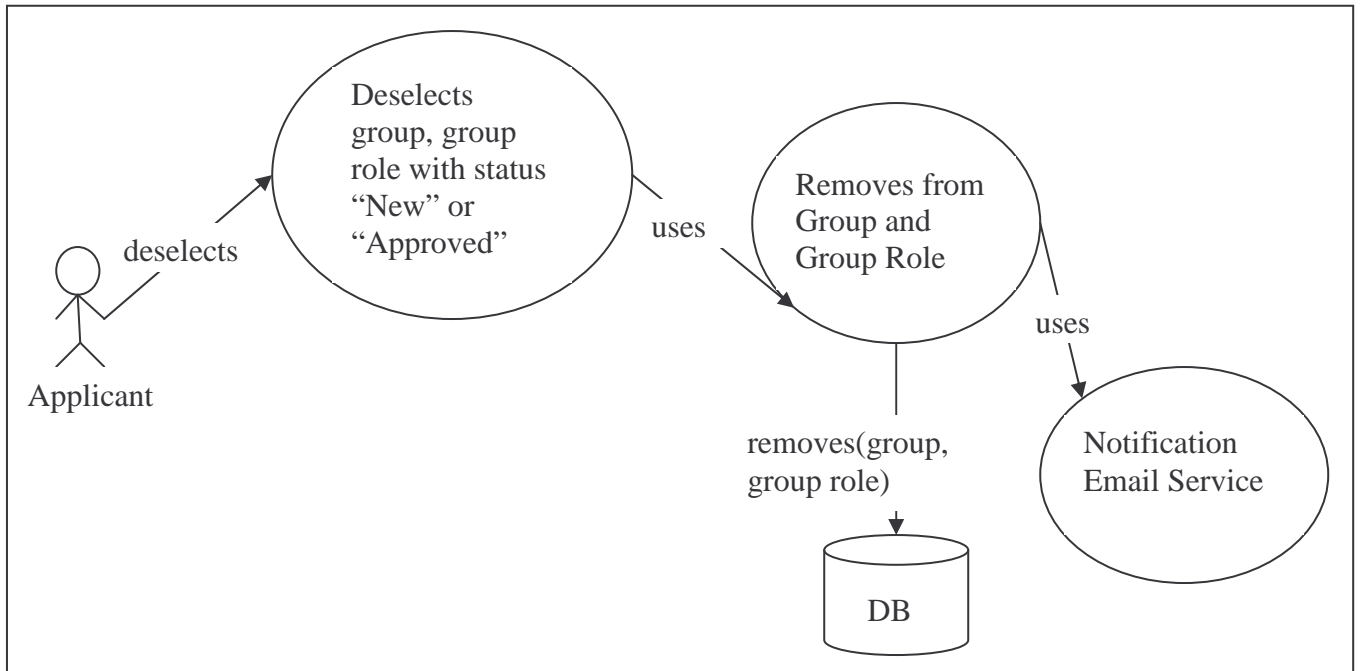 Deselects
group, group
role with status
“New” or
“Approved”
deselects
Applicant
uses
Removes from
Group and
Group Role
uses
removes(group,
group role)
DB
Notification
Email Service